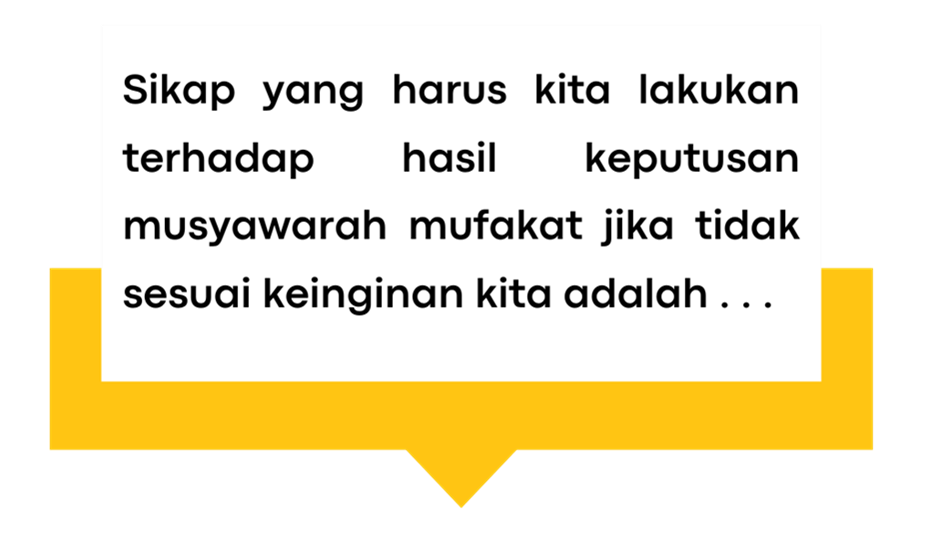 Sikap yang harus kita lakukan
terhadap hasil keputusan
musyawarah mufakat jika tidak
sesuai keinginan kita adalah . . .